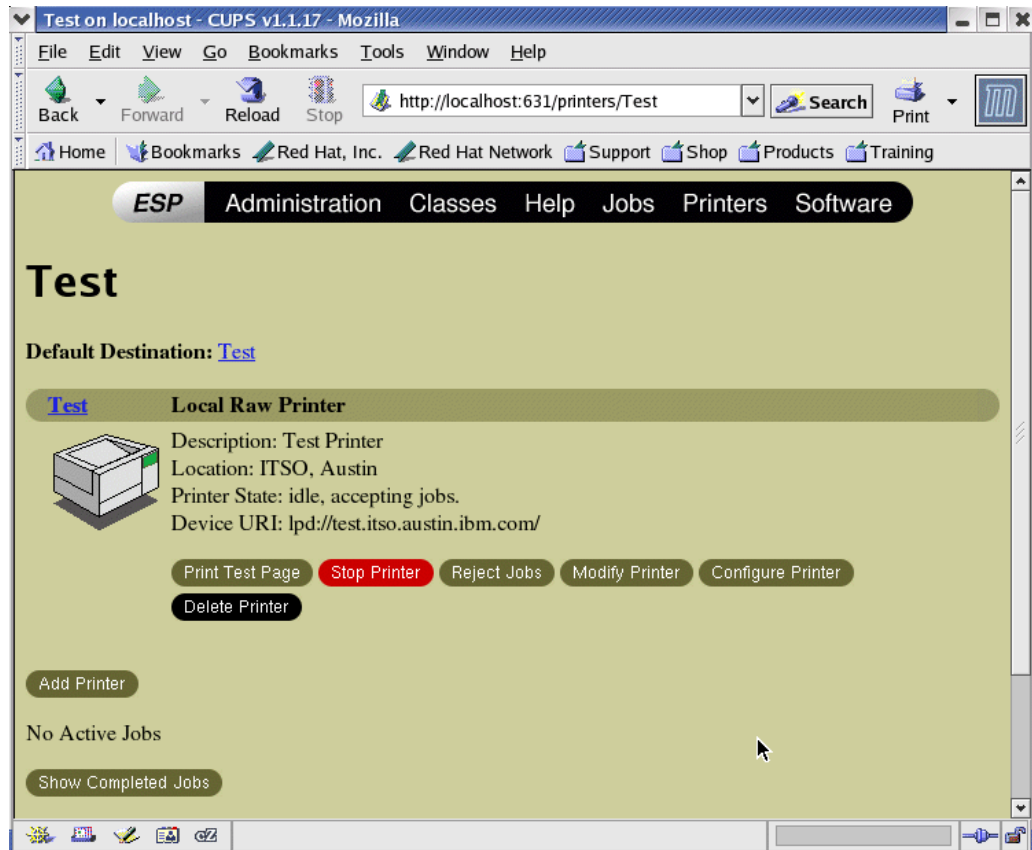 Test on localhost - CUPS v1.1.17 - Mozilla
File Edit View Go Bookmarks Tools Window Help
Back Forward Reload Stop http://localhost:631/printers/Test Search Print
Home Bookmarks Red Hat, Inc. Red Hat Network Support Shop Products Training
ESP Administration Classes Help Jobs Printers Software
Test
Default Destination: Test
Test Local Raw Printer
Description: Test Printer
Location: ITSO, Austin
Printer State: idle, accepting jobs.
Device URI: lpd://test.itso.austin.ibm.com/
Print Test Page Stop Printer Reject Jobs Modify Printer Configure Printer
Delete Printer
Add Printer
No Active Jobs
Show Completed Jobs